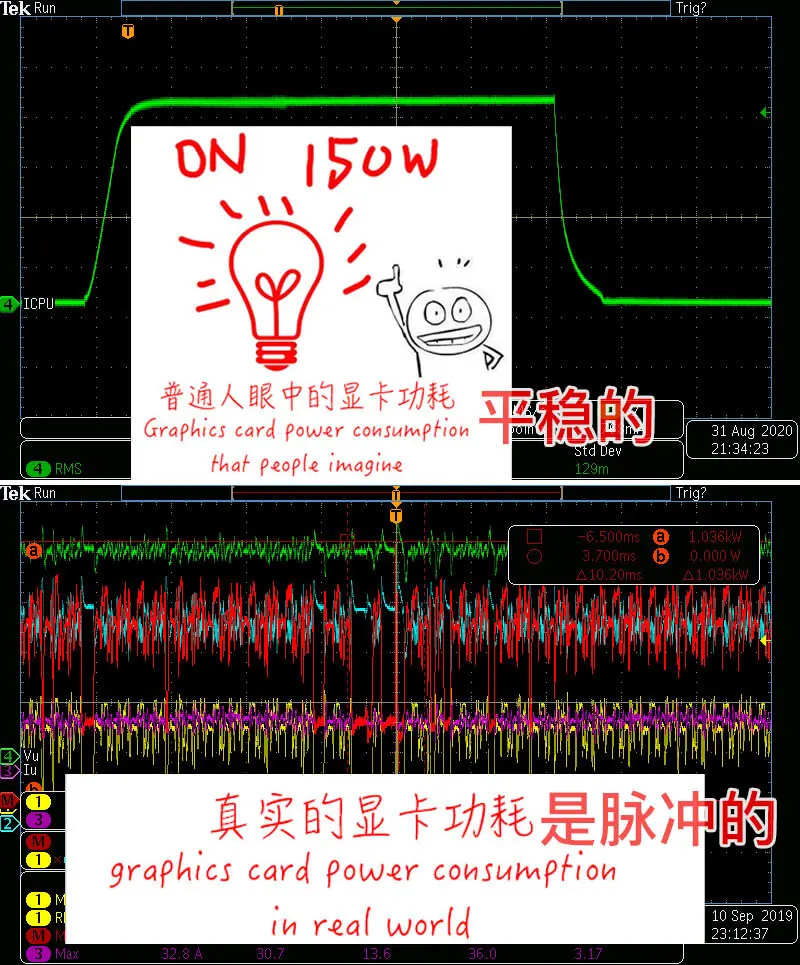 Tek Run
Trig?
T
T
ON 150W
4 ICPU
普通人眼中的显卡功耗 平稳的
Graphics card power consumption
that people imagine
31 Aug 2020
21:34:23
Std Dev
4 RMS
129m
Tek Run
Trig?
T
T
a
-6.500ms a 1.036kW
3.700ms b 0.000 W
△10.20ms △1.036kW
4 Vu
3 Iu
b
M
1
2
3
M
1
真实的显卡功耗是脉冲的
graphics card power consumption
in real world
1
1
M
10 Sep 2019
23:12:37
3 Max 32.8 A 30.7 13.6 36.0 3.17